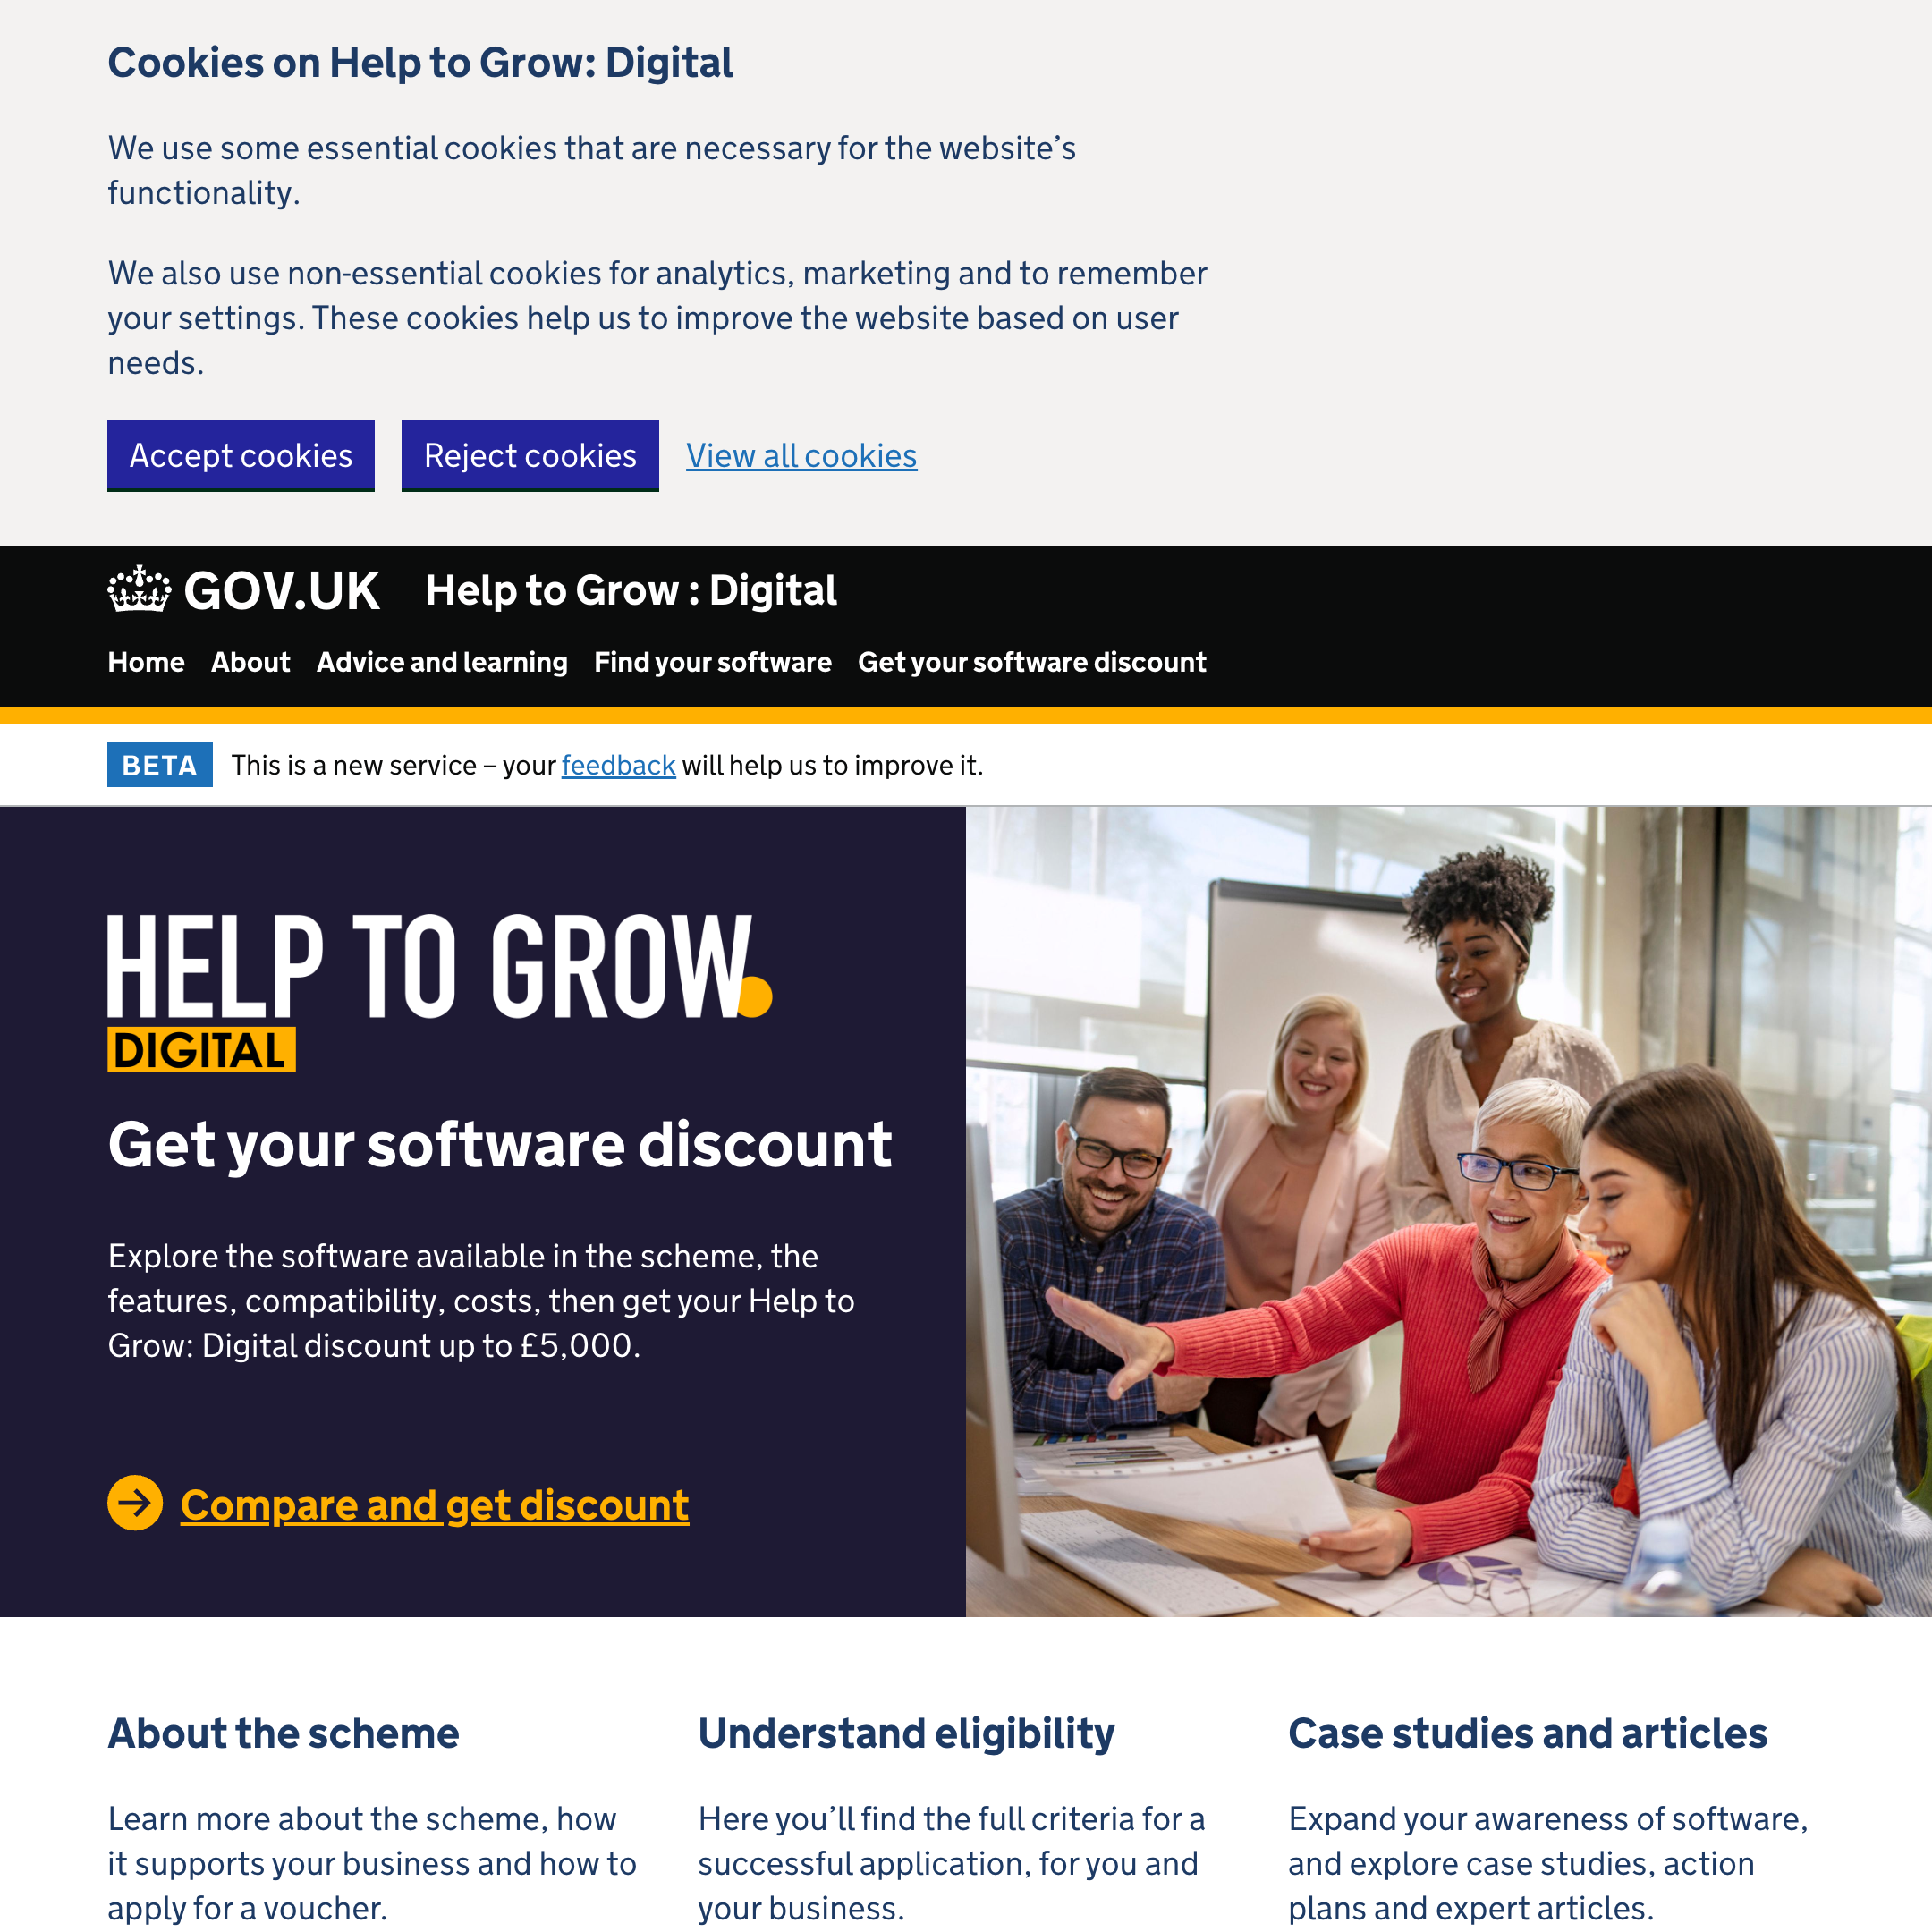 Cookies on Help to Grow: Digital
We use some essential cookies that are necessary for the website’s
functionality.
We also use non-essential cookies for analytics, marketing and to remember
your settings. These cookies help us to improve the website based on user
needs.
Accept cookies Reject cookies View all cookies
GOV.UK Help to Grow : Digital
Home About Advice and learning Find your software Get your software discount
BETA This is a new service – your feedback will help us to improve it.
HELP TO GROW.
DIGITAL
Get your software discount
Explore the software available in the scheme, the
features, compatibility, costs, then get your Help to
Grow: Digital discount up to £5,000.
Compare and get discount
About the scheme
Learn more about the scheme, how
it supports your business and how to
apply for a voucher.
Understand eligibility
Here you’ll find the full criteria for a
successful application, for you and
your business.
Case studies and articles
Expand your awareness of software,
and explore case studies, action
plans and expert articles.